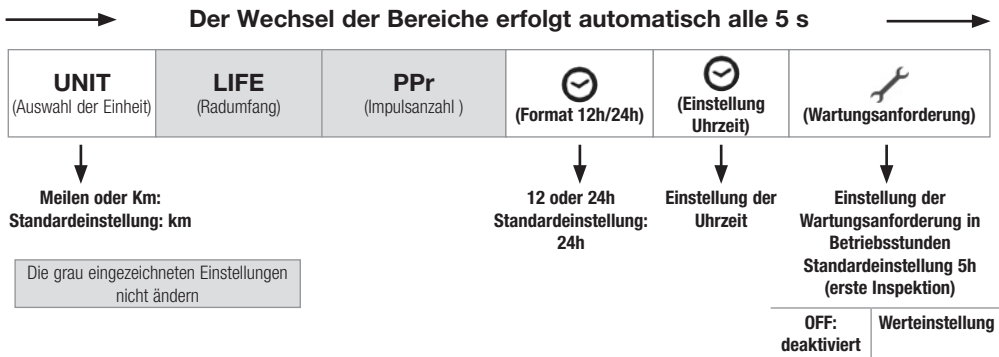 Der Wechsel der Bereiche erfolgt automatisch alle 5 s
UNIT
(Auswahl der Einheit)
LIFE
(Radumfang)
PPr
(Impulsanzahl )
(Format 12h/24h)
(Einstellung
Uhrzeit)
(Wartungsanforderung)
Meilen oder Km:
Standardeinstellung: km
12 oder 24h
Standardeinstellung:
24h
Einstellung der
Uhrzeit
Einstellung der
Wartungsanforderung in
Betriebsstunden
Standardeinstellung 5h
(erste Inspektion)
Die grau eingezeichneten Einstellungen
nicht ändern
OFF:
deaktiviert
Werteinstellung